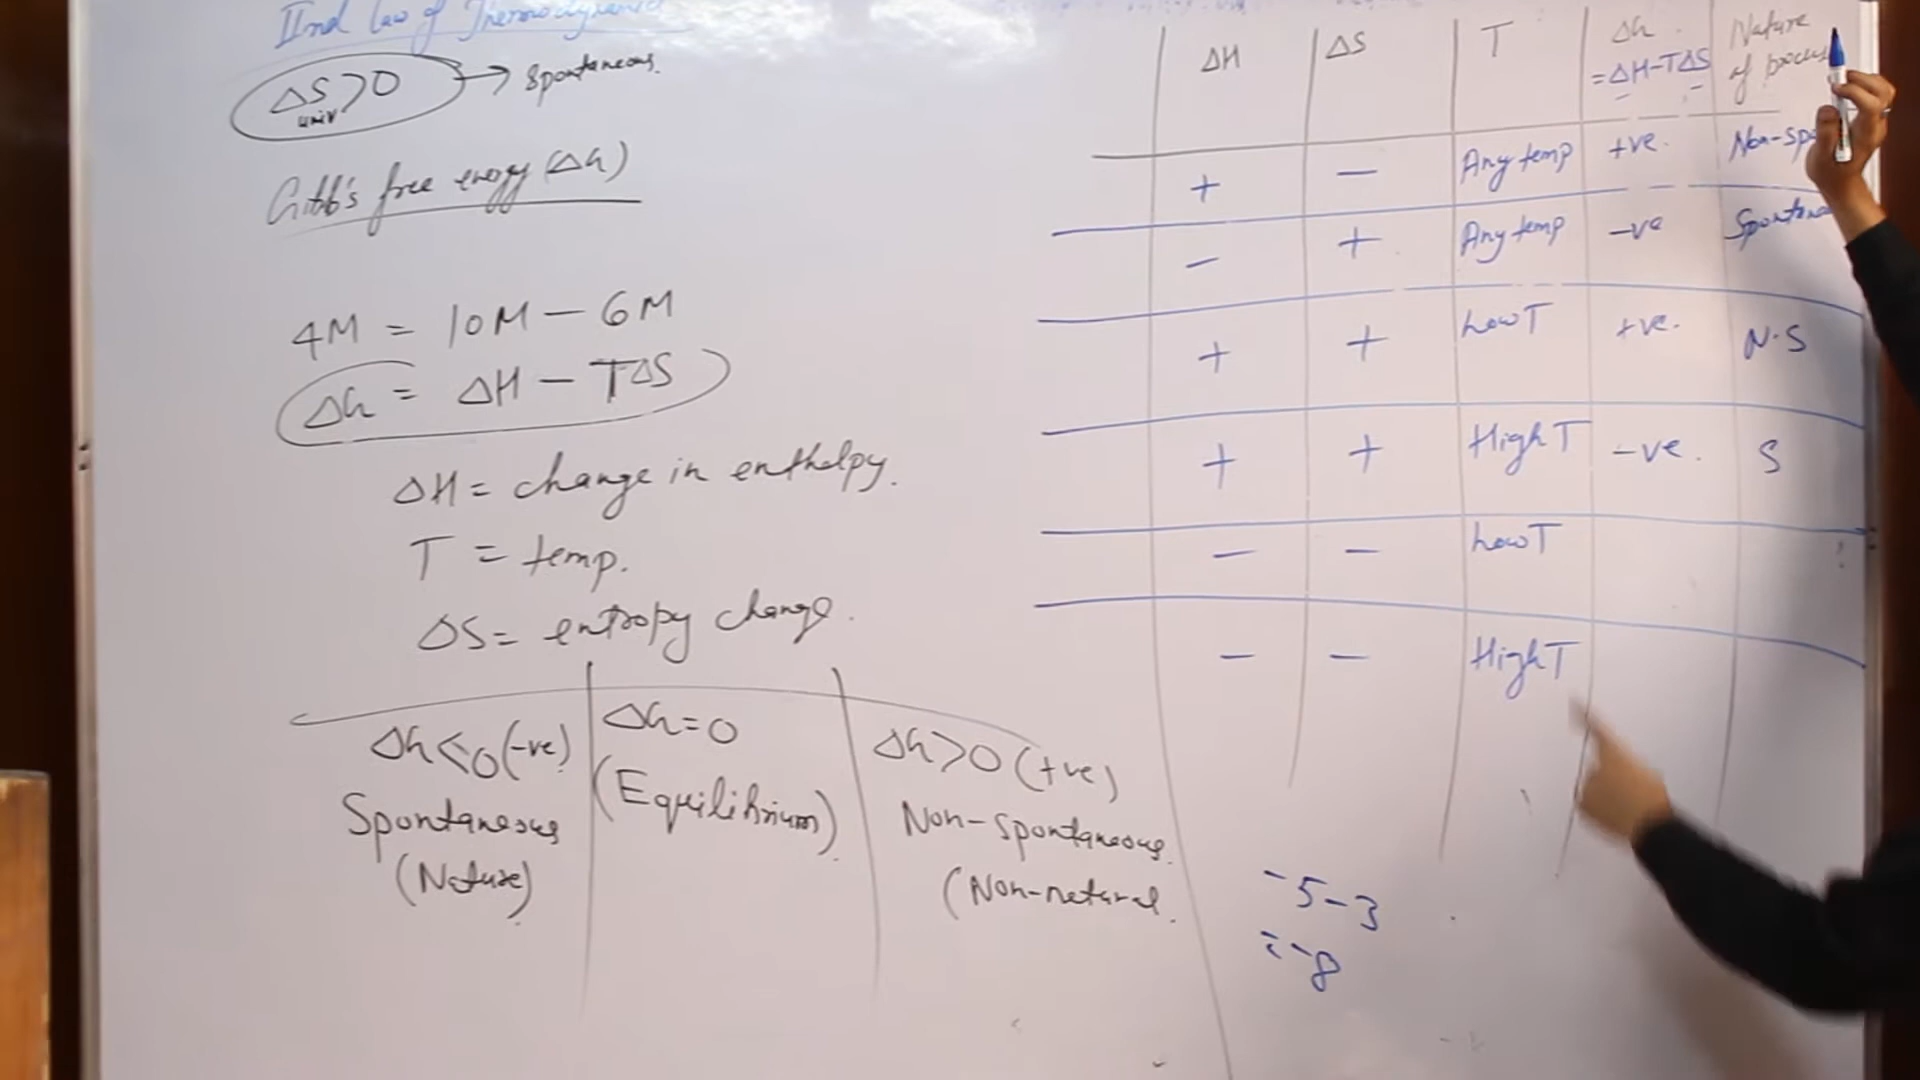 IInd Law of Thermodynamic
ΔS univ >0 → Spontaneous.
Gibb's free energy (ΔG)
4M = 10M - 6M
ΔG = ΔH - TΔS
ΔH = change in enthalpy.
T = temp.
ΔS = entropy change.
ΔG<0 (-ve)
Spontaneous
(Nature)
ΔG=0
(Equilibrium)
ΔG>0 (+ve)
Non-spontaneous.
(Non-natural.
ΔH ΔS T ΔG = ΔH-TΔS Nature of
+ - Any temp +ve. Non-sp
- + Any temp -ve Spontane
+ + Low T +ve. N.S
+ + High T -ve. S
- - Low T
- - High T
-5-3
=-8